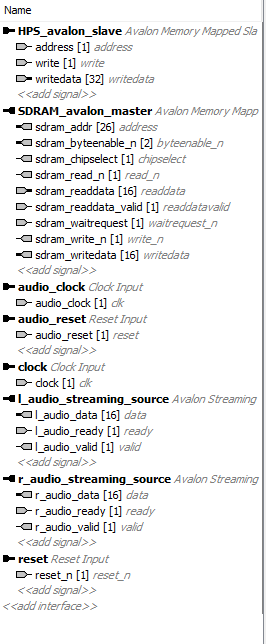 Name
HPS_avalon_slave Avalon Memory Mapped Sla
address [1] address
write [1] write
writedata [32] writedata
<<add signal>>
SDRAM_avalon_master Avalon Memory Mapp
sdram_addr [26] address
sdram_byteenable_n [2] byteenable_n
sdram_chipselect [1] chipselect
sdram_read_n [1] read_n
sdram_readdata [16] readdata
sdram_readdata_valid [1] readdatavalid
sdram_waitrequest [1] waitrequest_n
sdram_write_n [1] write_n
sdram_writedata [16] writedata
<<add signal>>
audio_clock Clock Input
audio_clock [1] clk
audio_reset Reset Input
audio_reset [1] reset
<<add signal>>
clock Clock Input
clock [1] clk
l_audio_streaming_source Avalon Streaming
l_audio_data [16] data
l_audio_ready [1] ready
l_audio_valid [1] valid
<<add signal>>
r_audio_streaming_source Avalon Streaming
r_audio_data [16] data
r_audio_ready [1] ready
r_audio_valid [1] valid
<<add signal>>
reset Reset Input
reset_n [1] reset_n
<<add interface>>